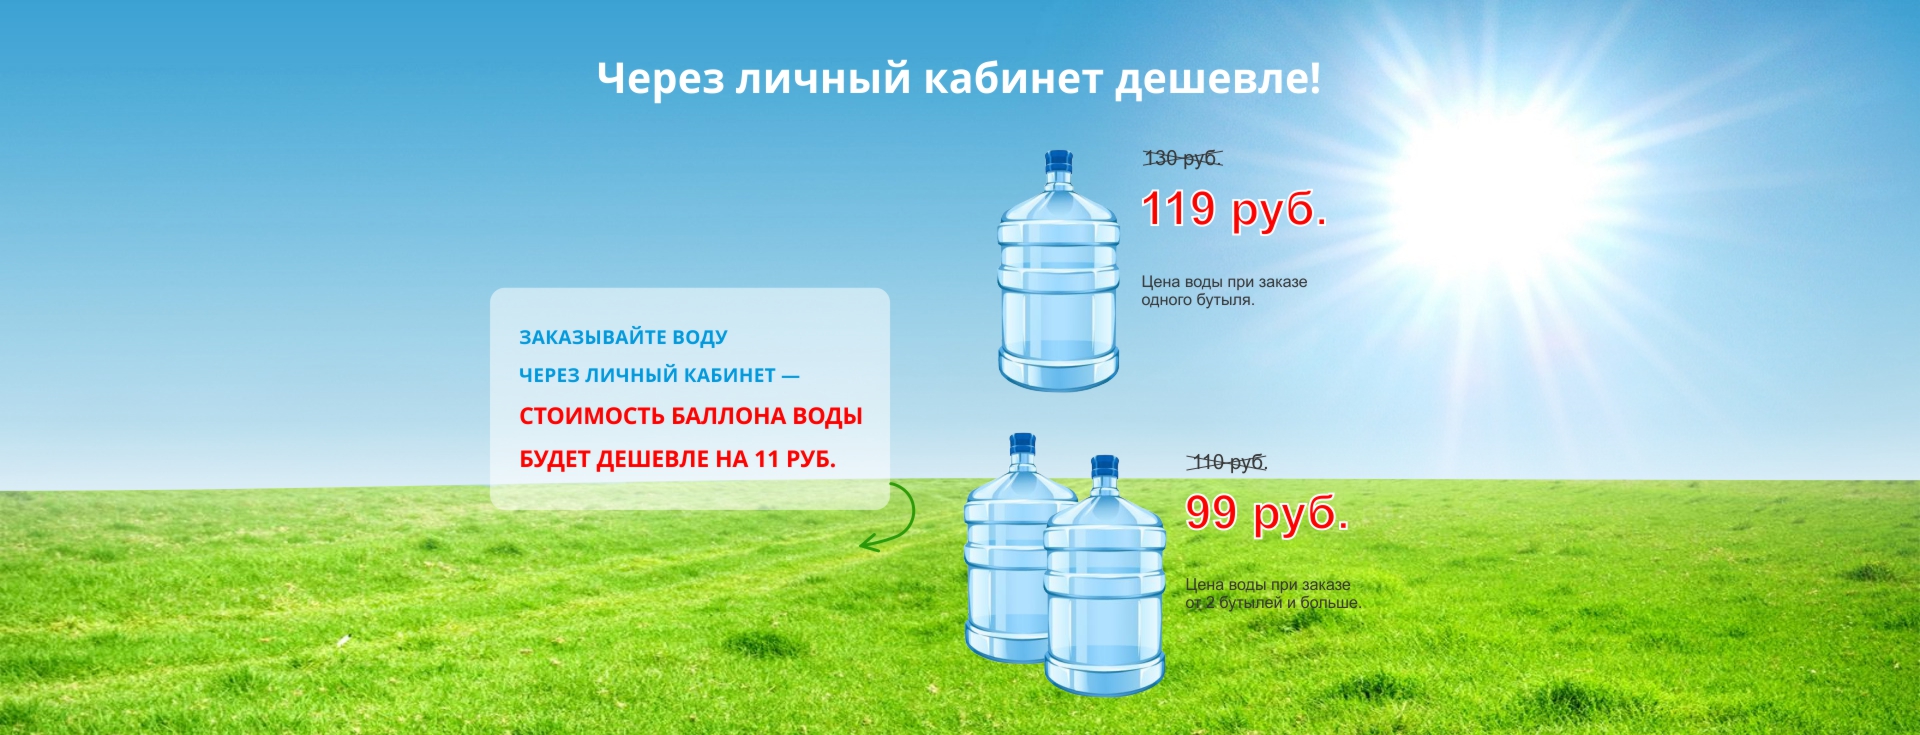 Через личный кабинет дешевле!
130 руб.
119 руб.
Цена воды при заказе
одного бутыля.
ЗАКАЗЫВАЙТЕ ВОДУ
ЧЕРЕЗ ЛИЧНЫЙ КАБИНЕТ —
СТОИМОСТЬ БАЛЛОНА ВОДЫ
БУДЕТ ДЕШЕВЛЕ НА 11 РУБ.
110 руб.
99 руб.
Цена воды при заказе
от 2 бутылей и больше.